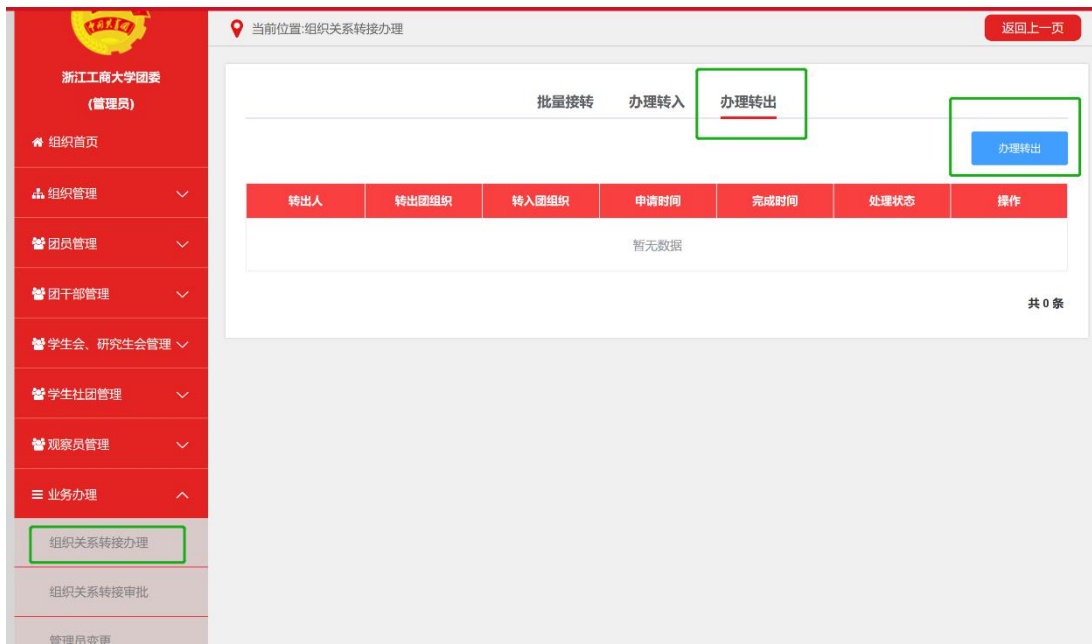 中国共青团
当前位置:组织关系转接办理
返回上一页
浙江工商大学团委
(管理员)
组织首页
组织管理
团员管理
团干部管理
学生会、研究生会管理
学生社团管理
观察员管理
业务办理
组织关系转接办理
组织关系转接审批
管理员变更
批量接转 办理转入 办理转出
办理转出
转出人 转出团组织 转入团组织 申请时间 完成时间 处理状态 操作
暂无数据
共 0 条